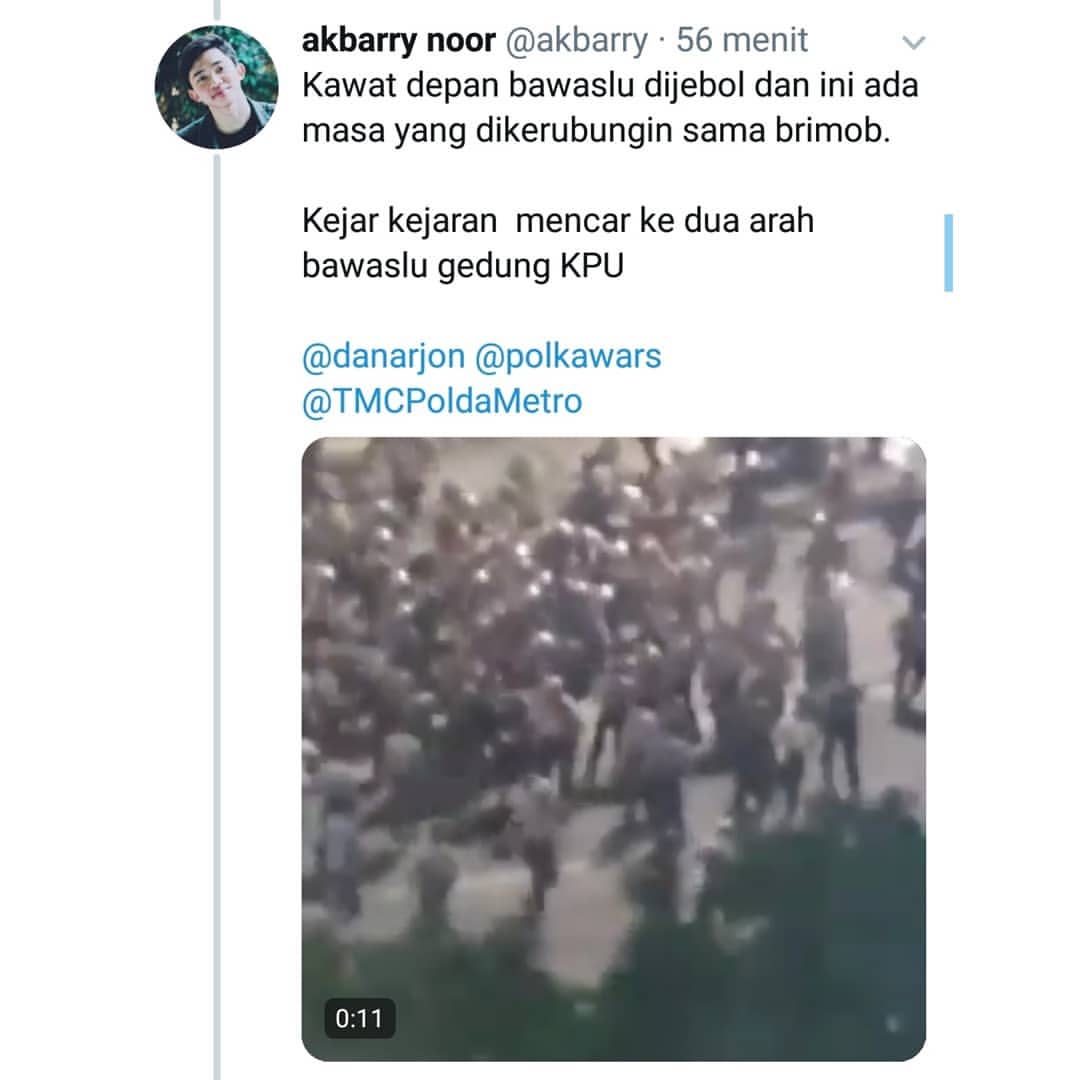 akbarry noor @akbarry · 56 menit
Kawat depan bawaslu dijebol dan ini ada
masa yang dikerubungin sama brimob.
Kejar kejaran mencar ke dua arah
bawaslu gedung KPU
@danarjon @polkawars
@TMCPoldaMetro
0:11